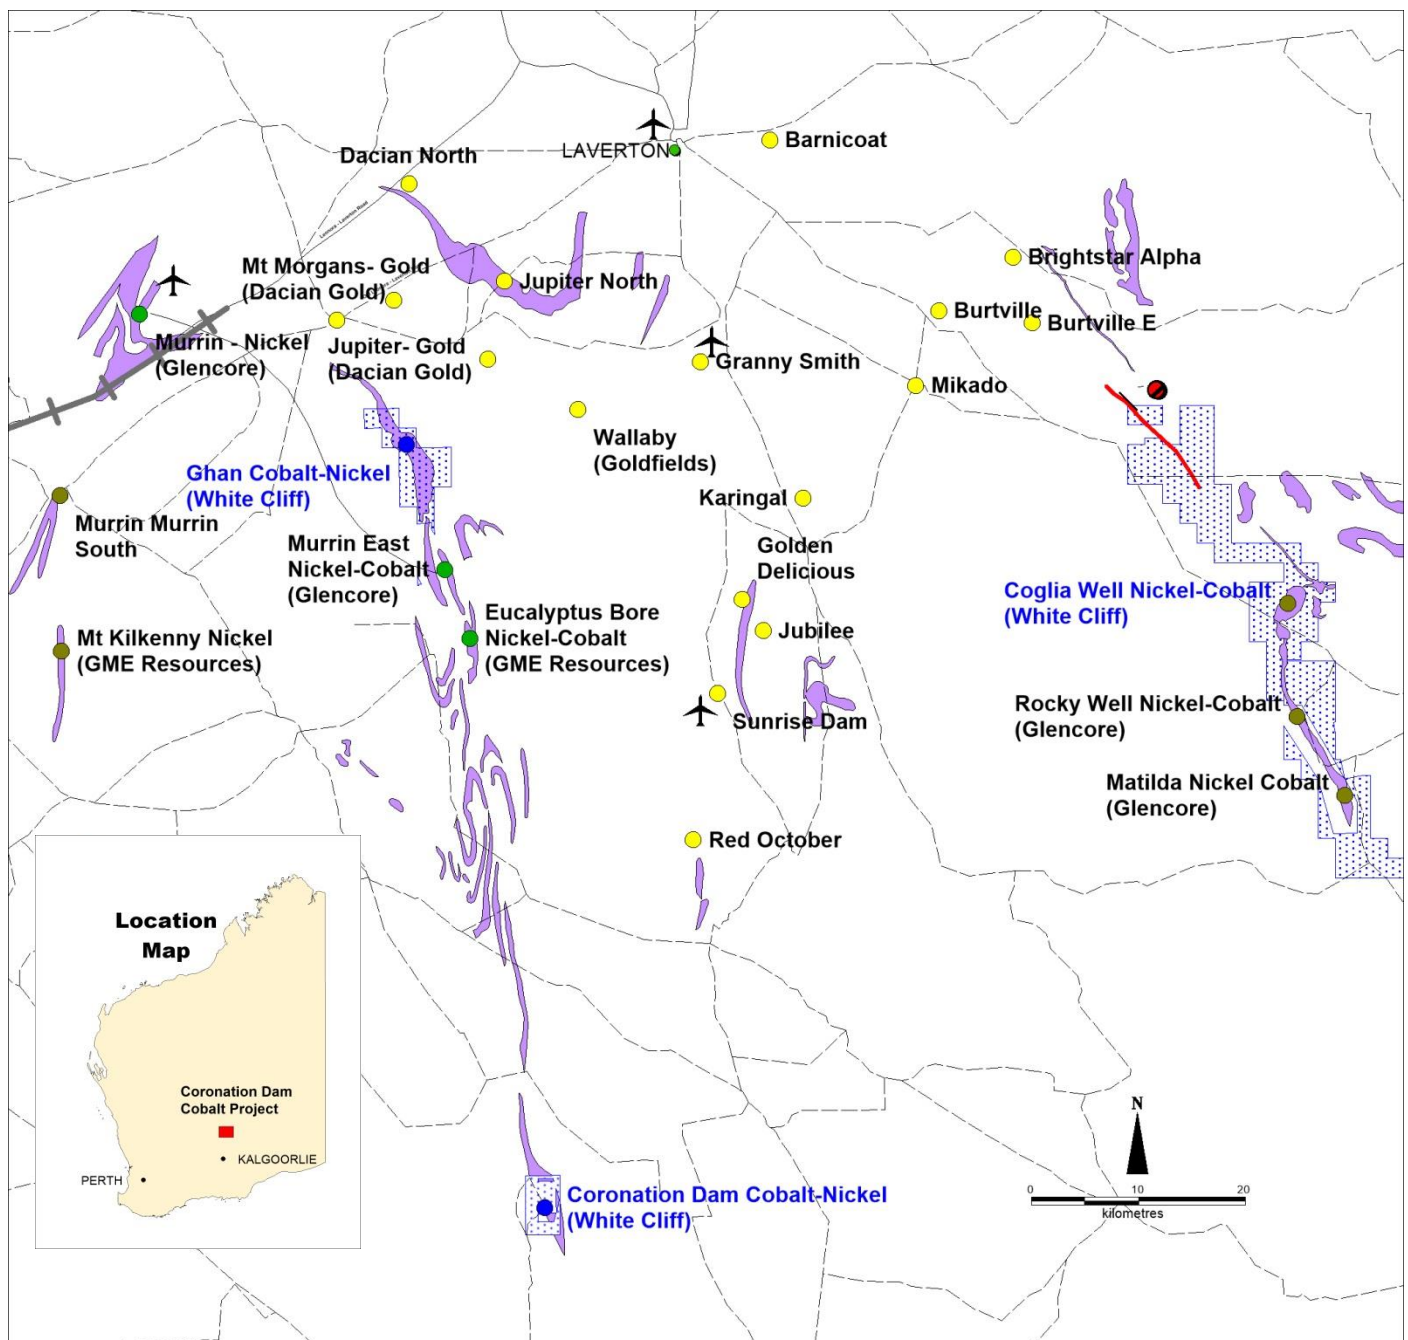 Barnicoat
LAVERTON
Dacian North
Leonora - Laverton Road
Mt Morgans- Gold
(Dacian Gold)
Jupiter North
Brightstar Alpha
Burtville
Burtville E
Murrin - Nickel
(Glencore)
Jupiter- Gold
(Dacian Gold)
Granny Smith
Mikado
Wallaby
(Goldfields)
Ghan Cobalt-Nickel
(White Cliff)
Karingal
Murrin Murrin
South
Murrin East
Nickel-Cobalt
(Glencore)
Golden
Delicious
Coglia Well Nickel-Cobalt
(White Cliff)
Eucalyptus Bore
Nickel-Cobalt
(GME Resources)
Jubilee
Mt Kilkenny Nickel
(GME Resources)
Rocky Well Nickel-Cobalt
(Glencore)
Sunrise Dam
Matilda Nickel Cobalt
(Glencore)
Red October
Location
Map
Coronation Dam
Cobalt Project
KALGOORLIE
PERTH
Coronation Dam Cobalt-Nickel
(White Cliff)
N
0 10 20
kilometres